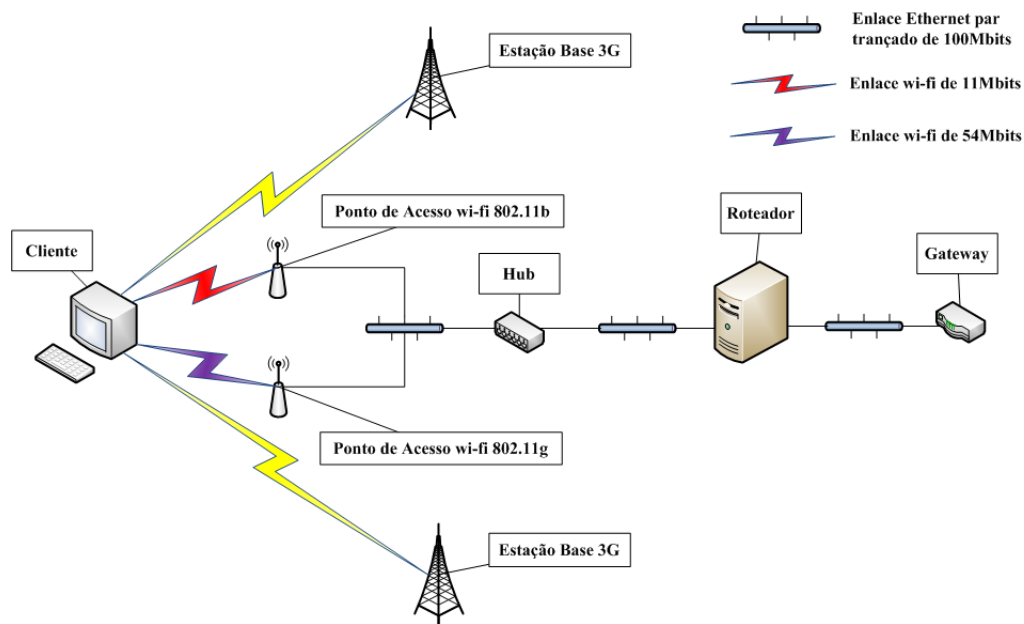 Enlace Ethernet par
trançado de 100Mbits
Estação Base 3G
Enlace wi-fi de 11Mbits
Enlace wi-fi de 54Mbits
Ponto de Acesso wi-fi 802.11b
Roteador
Cliente
Gateway
Hub
Ponto de Acesso wi-fi 802.11g
Estação Base 3G